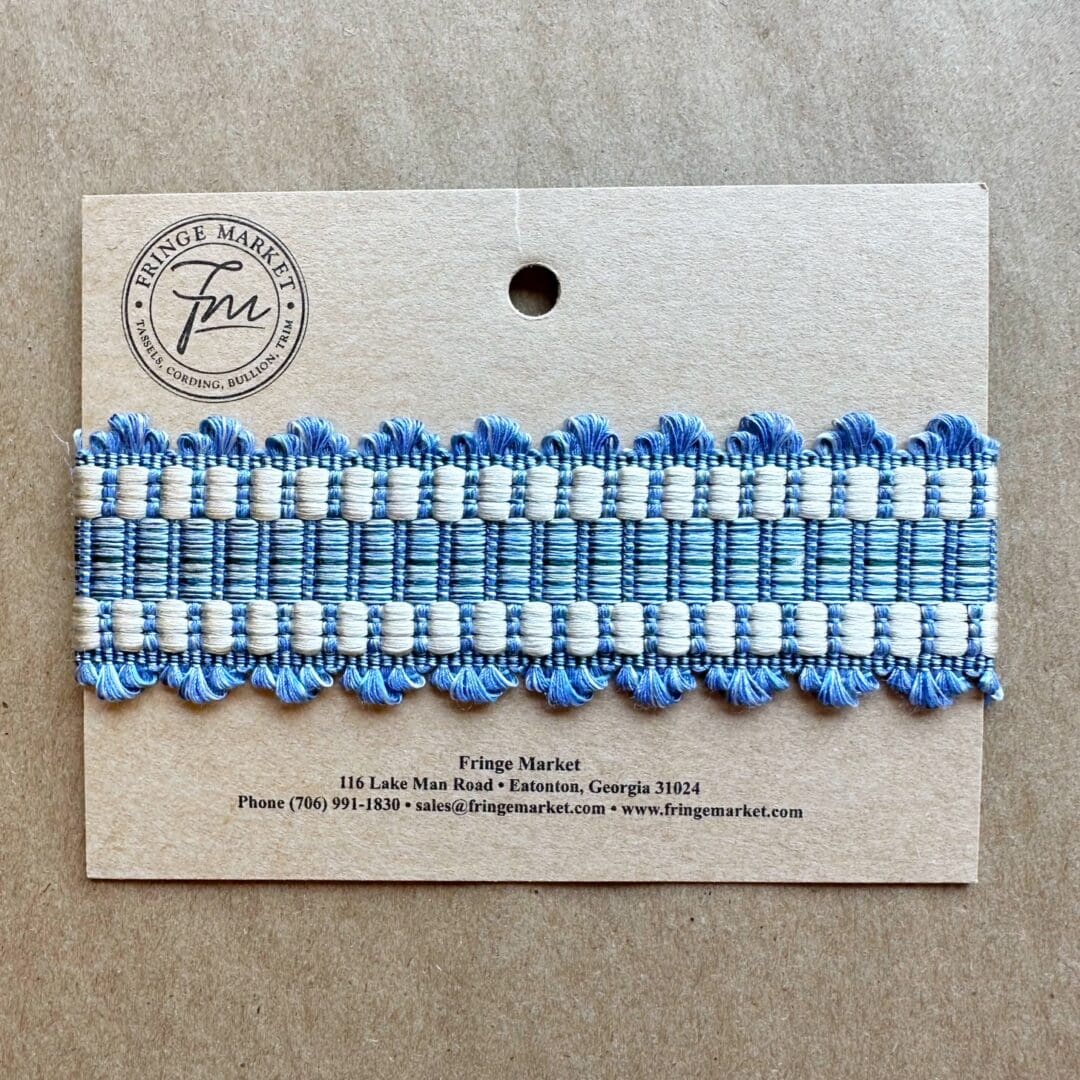 FRINGE MARKET
Fm
TASSELS, CORDING, BULLION, TRIM
Fringe Market
116 Lake Man Road • Eatonton, Georgia 31024
Phone (706) 991-1830 • sales@fringemarket.com • www.fringemarket.com